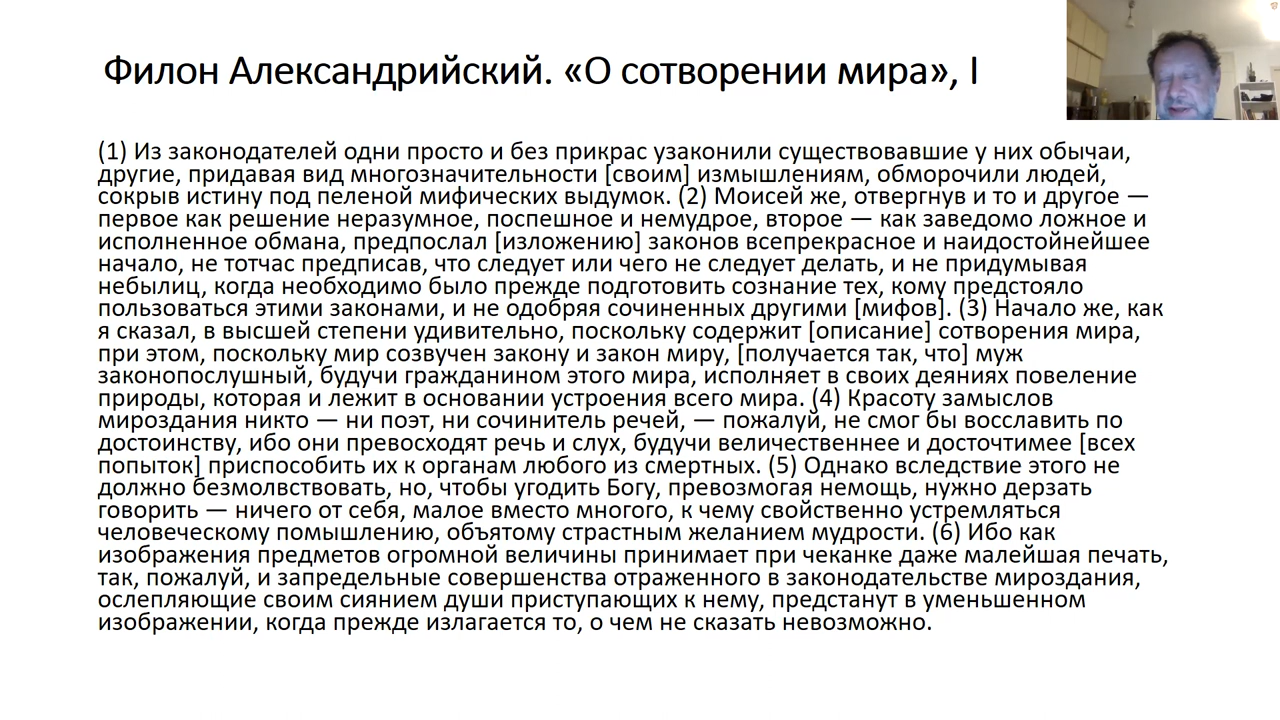 Филон Александрийский. «О сотворении мира», I
(1) Из законодателей одни просто и без прикрас узаконили существовавшие у них обычаи,
другие, придавая вид многозначительности [своим] измышлениям, обморочили людей,
сокрыв истину под пеленой мифических выдумок. (2) Моисей же, отвергнув и то и другое —
первое как решение неразумное, поспешное и немудрое, второе — как заведомо ложное и
исполненное обмана, предпослал [изложению] законов всепрекрасное и наидостойнейшее
начало, не тотчас предписав, что следует или чего не следует делать, и не придумывая
небылиц, когда необходимо было прежде подготовить сознание тех, кому предстояло
пользоваться этими законами, и не одобряя сочиненных другими [мифов]. (3) Начало же, как
я сказал, в высшей степени удивительно, поскольку содержит [описание] сотворения мира,
при этом, поскольку мир созвучен закону и закон миру, [получается так, что] муж
законопослушный, будучи гражданином этого мира, исполняет в своих деяниях повеление
природы, которая и лежит в основании устроения всего мира. (4) Красоту замыслов
мироздания никто — ни поэт, ни сочинитель речей, — пожалуй, не смог бы восславить по
достоинству, ибо они превосходят речь и слух, будучи величественнее и досточтимее [всех
попыток] приспособить их к органам любого из смертных. (5) Однако вследствие этого не
должно безмолвствовать, но, чтобы угодить Богу, превозмогая немощь, нужно дерзать
говорить — ничего от себя, малое вместо многого, к чему свойственно устремляться
человеческому помышлению, объятому страстным желанием мудрости. (6) Ибо как
изображения предметов огромной величины принимает при чеканке даже малейшая печать,
так, пожалуй, и запредельные совершенства отраженного в законодательстве мироздания,
ослепляющие своим сиянием души приступающих к нему, предстанут в уменьшенном
изображении, когда прежде излагается то, о чем не сказать невозможно.